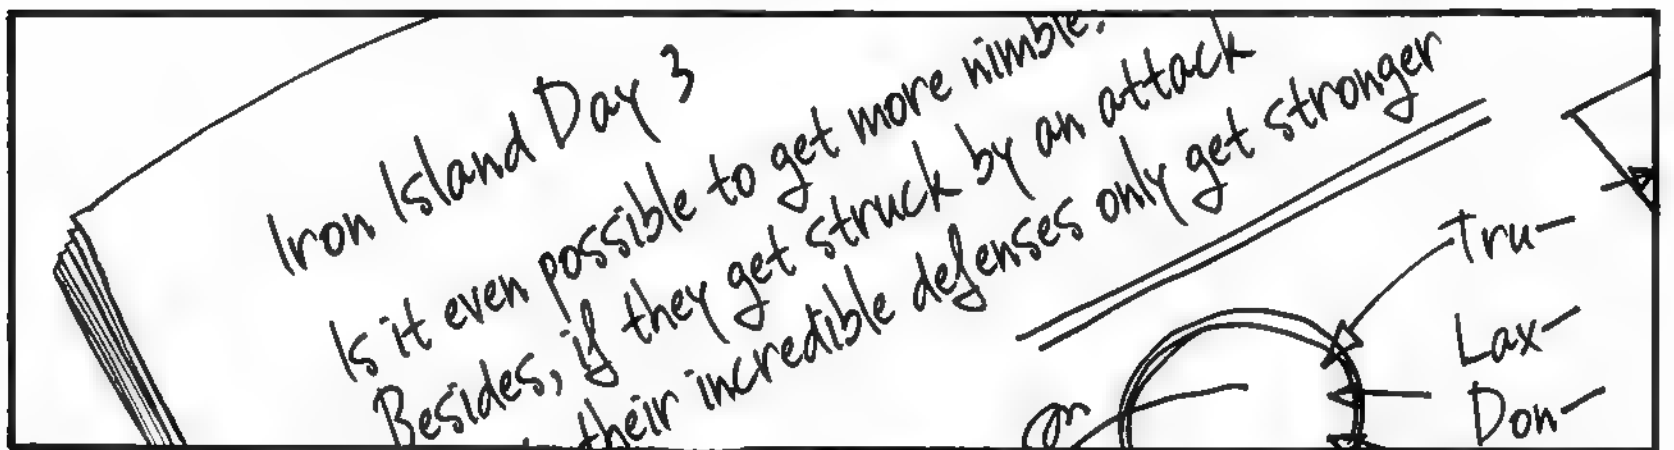 Iron Island Day 3
Is it even possible to get more nimble.
Besides, if they get struck by an attack
their incredible defenses only get stronger
Tru-
Lax-
Don-